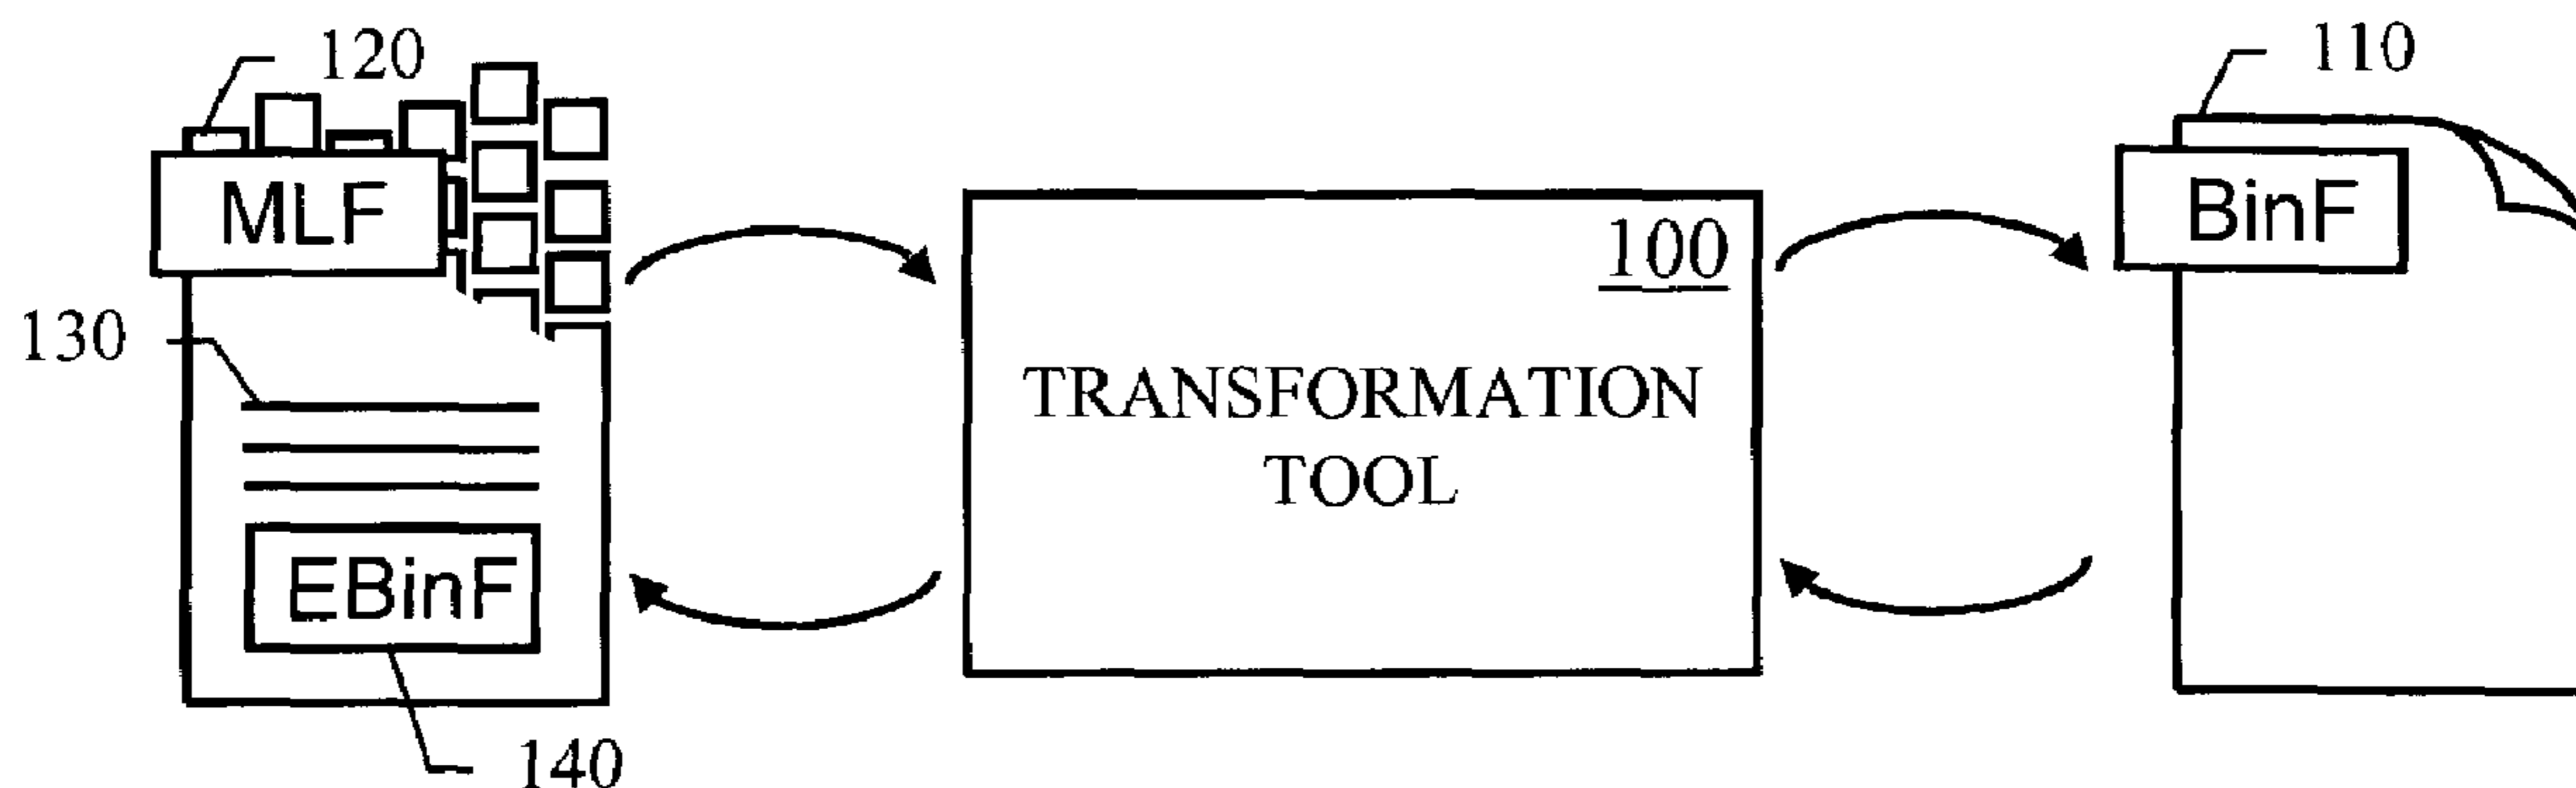 120
110
MLF
BinF
100
130
TRANSFORMATION
TOOL
EBinF
140